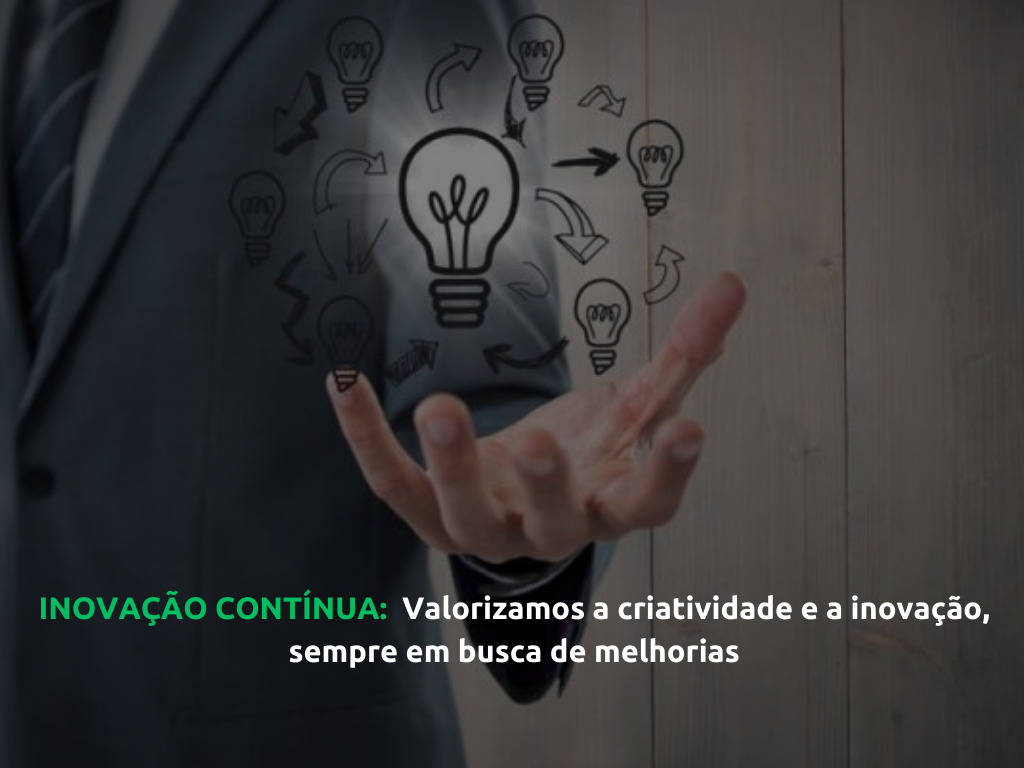 INOVAÇÃO CONTÍNUA: Valorizamos a criatividade e a inovação,
sempre em busca de melhorias